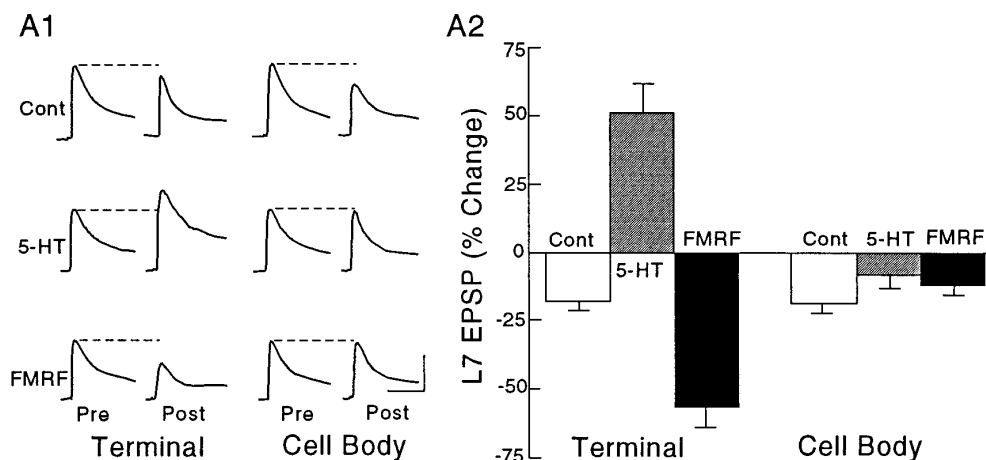 A1
Cont
5-HT
FMRF
Pre Post Pre Post
Terminal Cell Body
A2
L7 EPSP (% Change)
75
50
25
0
-25
-50
-75
Cont 5-HT FMRF
Cont 5-HT FMRF
Terminal Cell Body